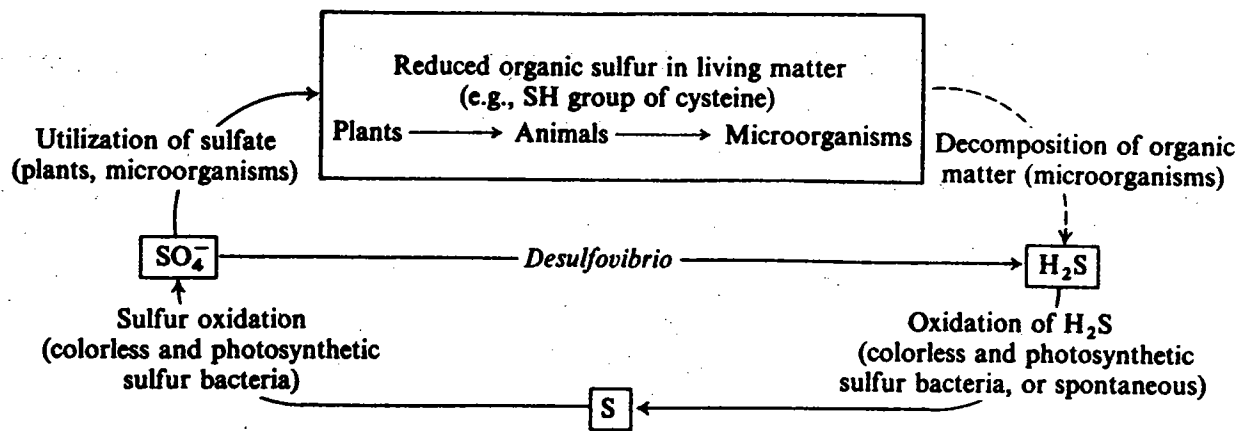 Reduced organic sulfur in living matter
(e.g., SH group of cysteine)
Plants → Animals → Microorganisms
Utilization of sulfate
(plants, microorganisms)
Decomposition of organic
matter (microorganisms)
SO₄⁻
Desulfovibrio
H₂S
Sulfur oxidation
(colorless and photosynthetic
sulfur bacteria)
Oxidation of H₂S
(colorless and photosynthetic
sulfur bacteria, or spontaneous)
S